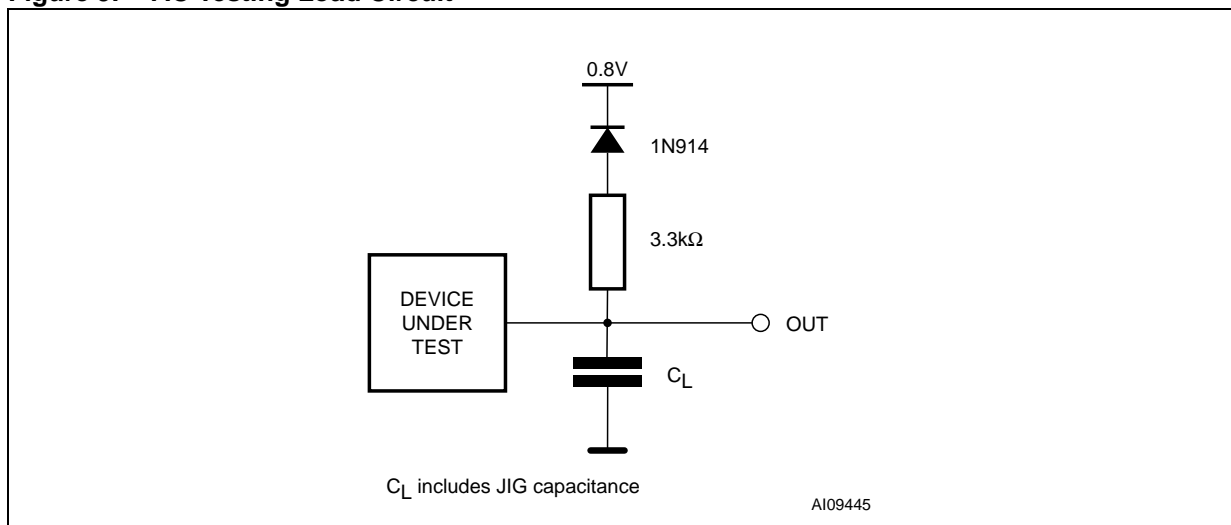 0.8V
1N914
3.3kΩ
DEVICE
UNDER
TEST
OUT
CL
CL includes JIG capacitance
AI09445